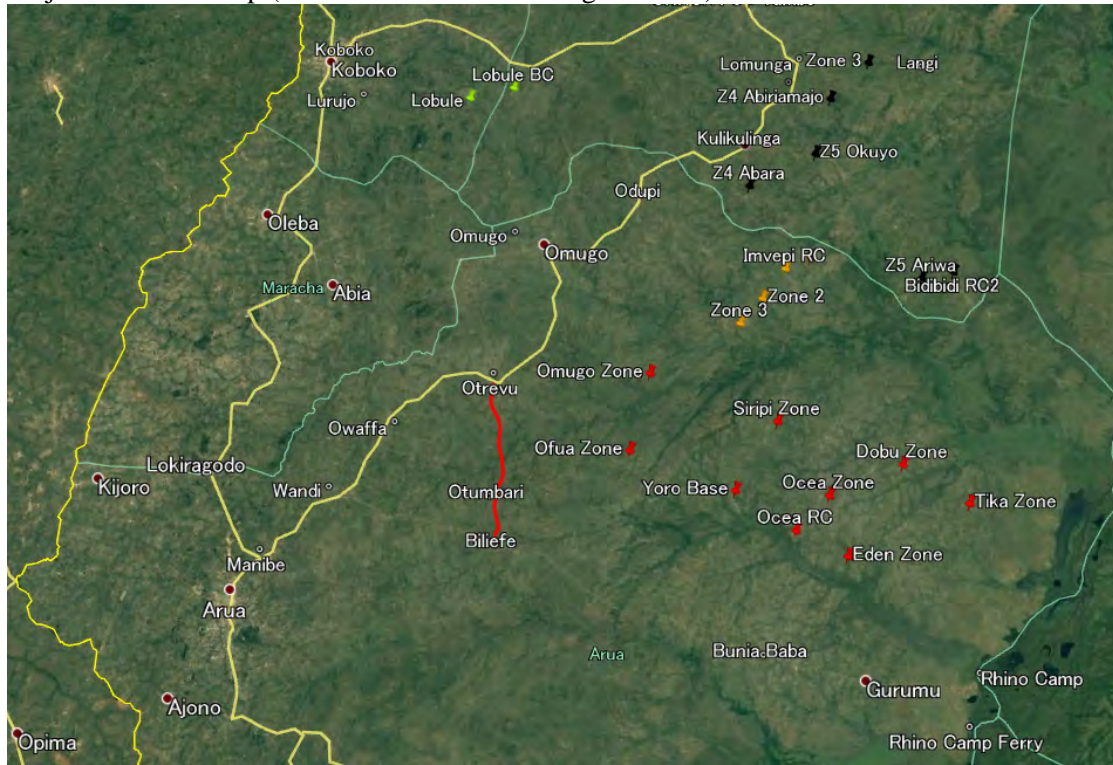 Koboko
Koboko
Lobule BC
Lurujo
Lobule
Lomunga
Zone 3
Langi
Z4 Abiriamajo
Kulikulinga
Z5 Okuyo
Z4 Abara
Odupi
Oleba
Omugo
Omugo
Imvepi RC
Z5 Ariwa
Bidibidi RC2
Maracha
Abia
Zone 2
Zone 3
Otrevu
Omugo Zone
Siripi Zone
Owaffa
Ofua Zone
Dobu Zone
Lokiragodo
Kijoro
Wandi
Otumbari
Yoro Base
Ocea Zone
Tika Zone
Ocea RC
Biliefe
Eden Zone
Manibe
Arua
Arua
Bunia Baba
Gurumu
Rhino Camp
Ajono
Opima
Rhino Camp Ferry